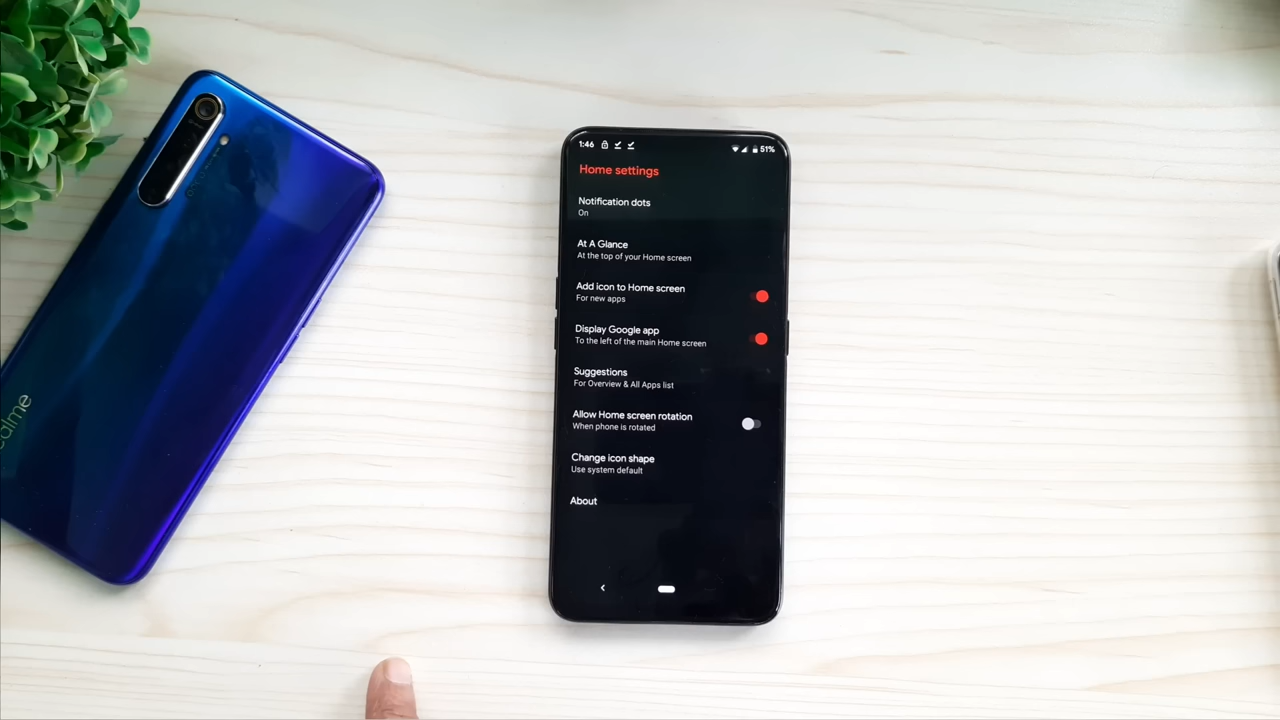 1:46
51%
Home settings
Notification dots
On
At A Glance
At the top of your Home screen
Add icon to Home screen
For new apps
Display Google app
To the left of the main Home screen
Suggestions
For Overview & All Apps list
Allow Home screen rotation
When phone is rotated
Change icon shape
Use system default
About
realme